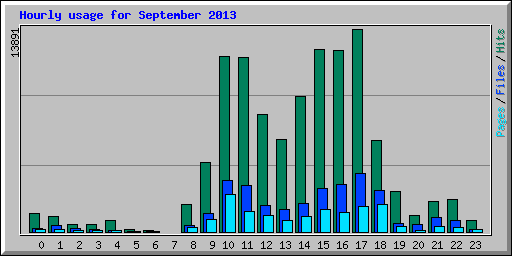 Hourly usage for September 2013
13891
Pages/Files/Hits
0 1 2 3 4 5 6 7 8 9 10 11 12 13 14 15 16 17 18 19 20 21 22 23